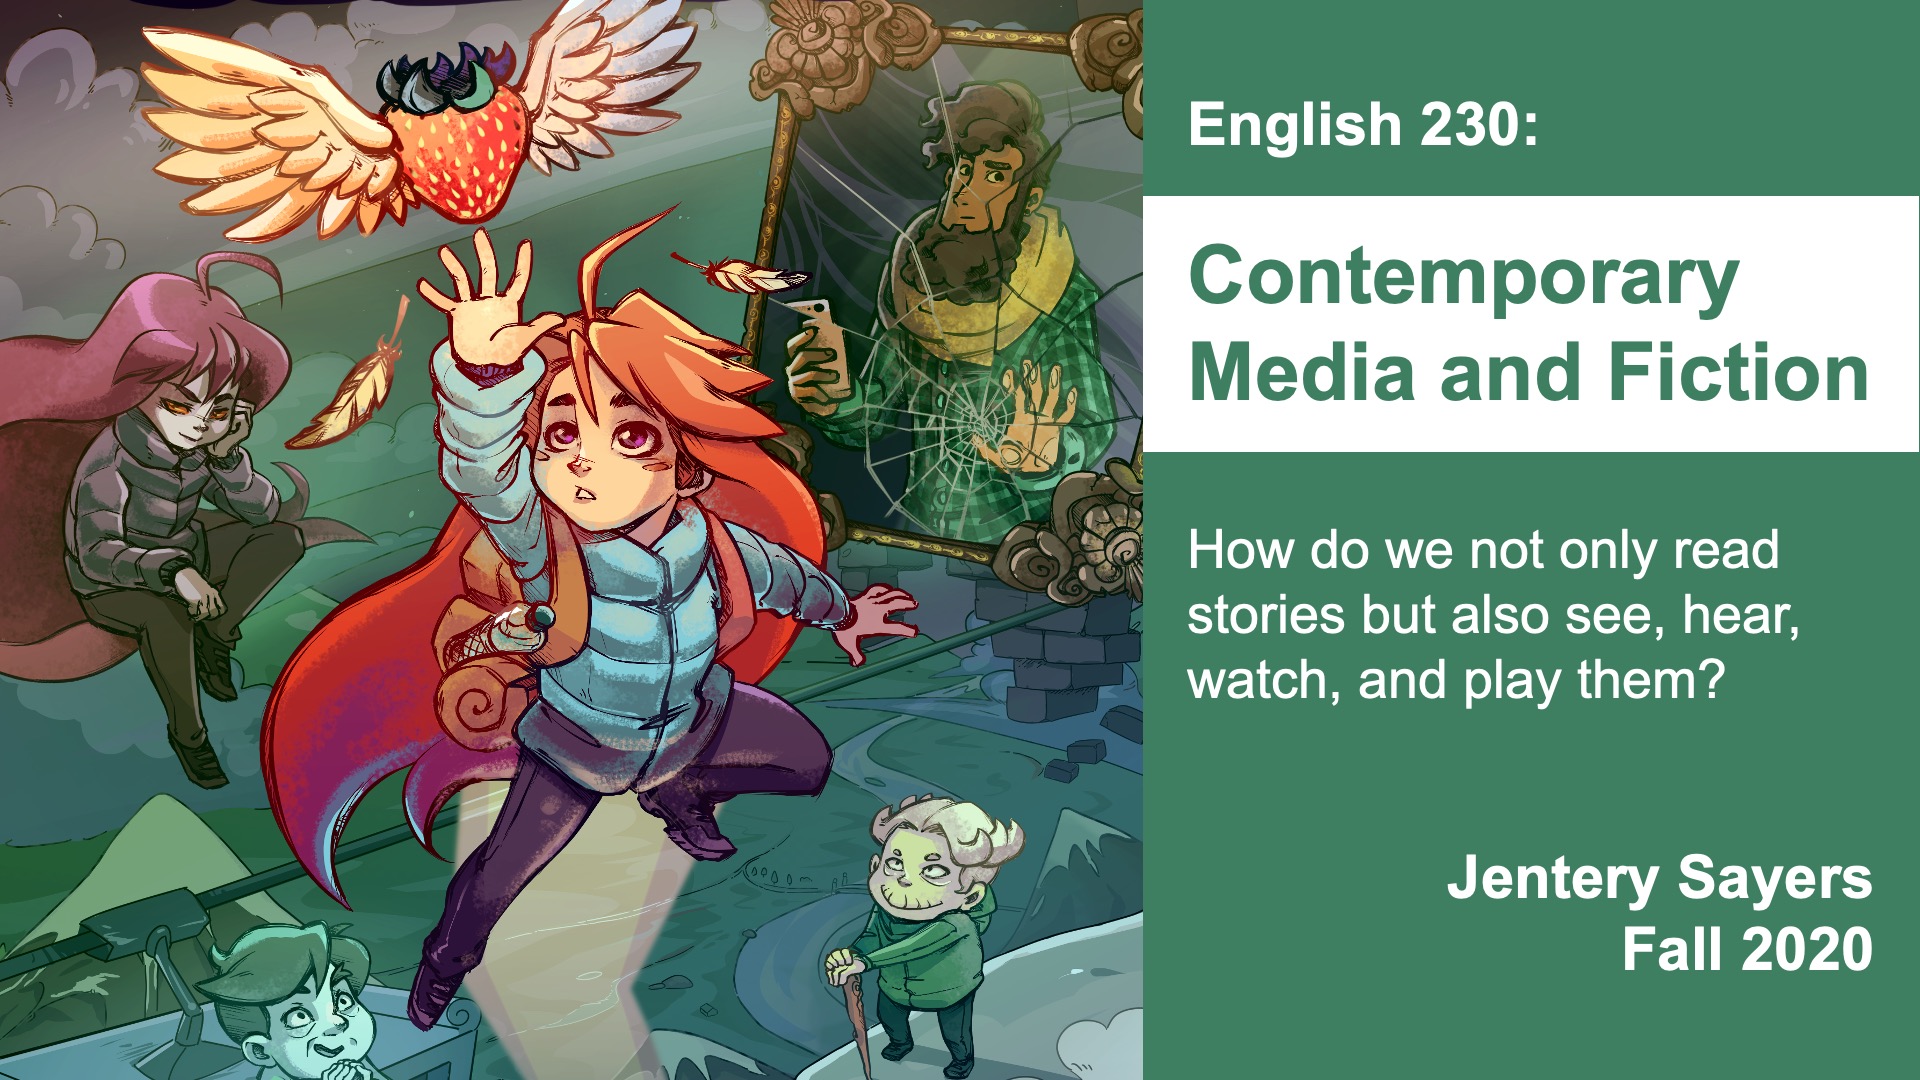 English 230:
Contemporary
Media and Fiction
How do we not only read
stories but also see, hear,
watch, and play them?
Jentery Sayers
Fall 2020